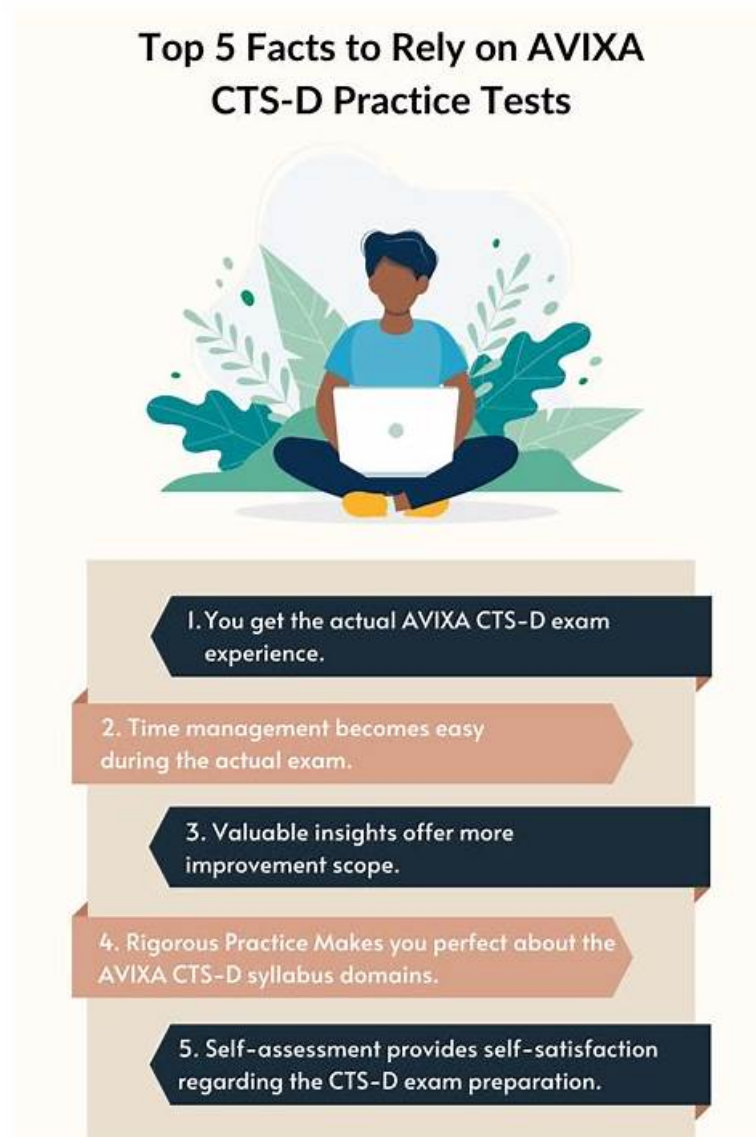 Top 5 Facts to Rely on AVIXA
CTS-D Practice Tests
1. You get the actual AVIXA CTS-D exam
experience.
2. Time management becomes easy
during the actual exam.
3. Valuable insights offer more
improvement scope.
4. Rigorous Practice Makes you perfect about the
AVIXA CTS-D syllabus domains.
5. Self-assessment provides self-satisfaction
regarding the CTS-D exam preparation.